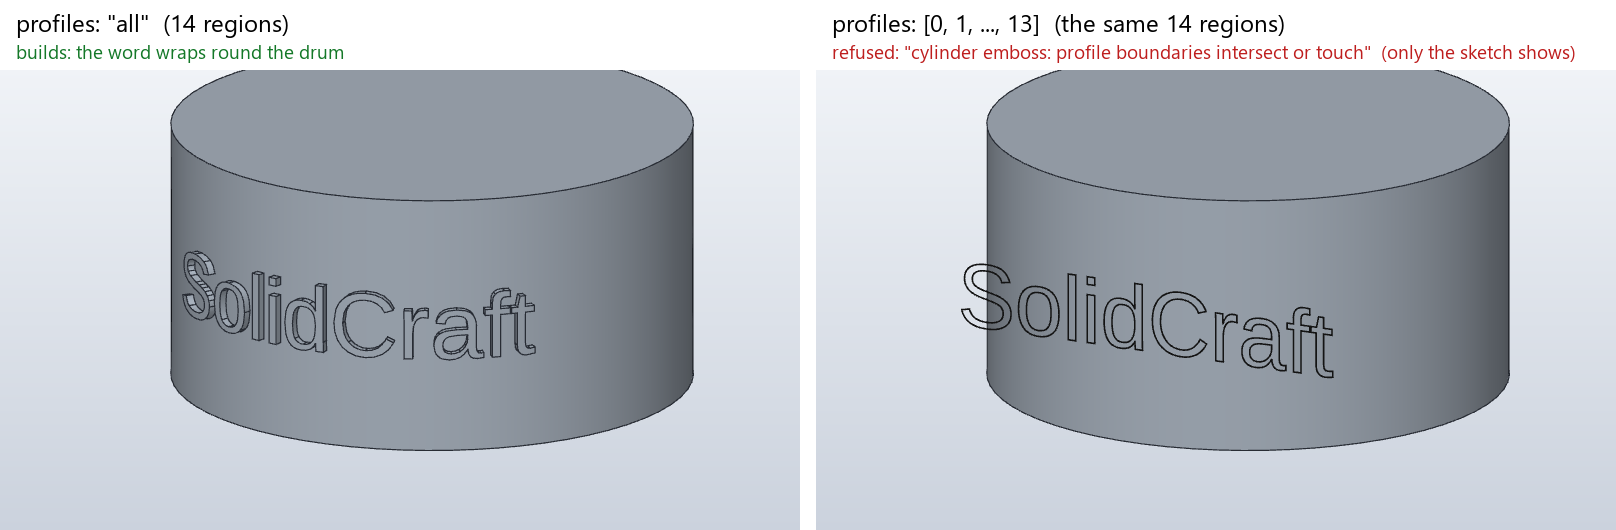 profiles: "all"  (14 regions)
builds: the word wraps round the drum
SolidCraft
profiles: [0, 1, ..., 13]  (the same 14 regions)
refused: "cylinder emboss: profile boundaries intersect or touch"  (only the sketch shows)
SolidCraft